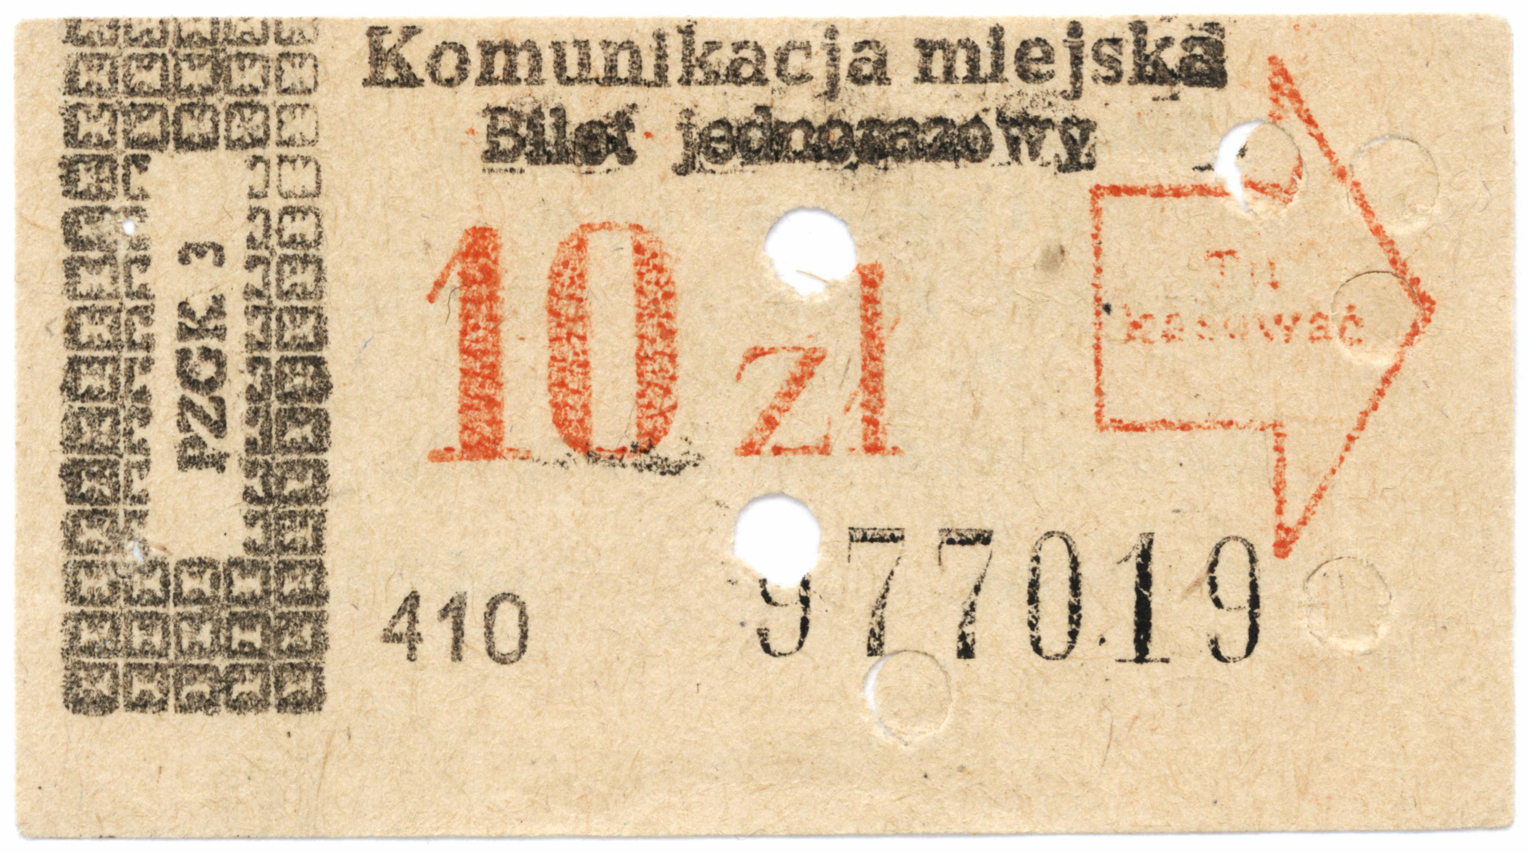 Komunikacja miejska
Bilet jednorazowy
PZGK 3
10 zł
Tu
kasować
410
977019